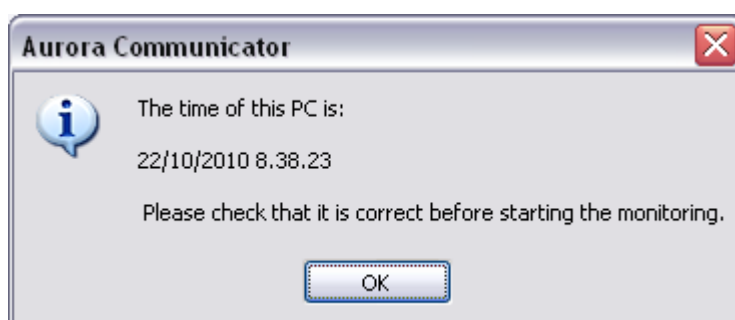 Aurora Communicator
The time of this PC is:
22/10/2010 8.38.23
Please check that it is correct before starting the monitoring.
OK